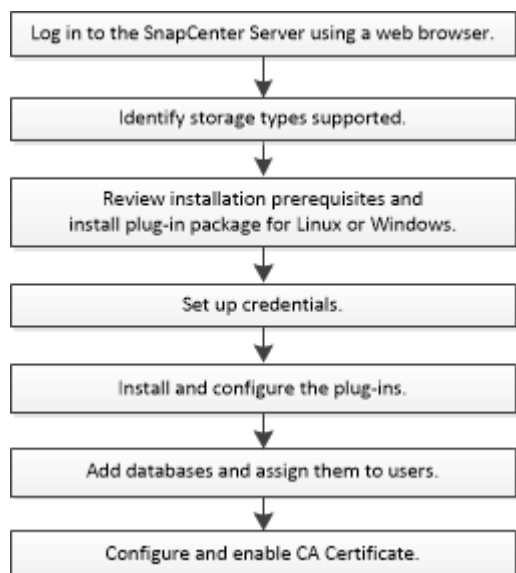 Log in to the SnapCenter Server using a web browser.
Identify storage types supported.
Review installation prerequisites and
install plug-in package for Linux or Windows.
Set up credentials.
Install and configure the plug-ins.
Add databases and assign them to users.
Configure and enable CA Certificate.